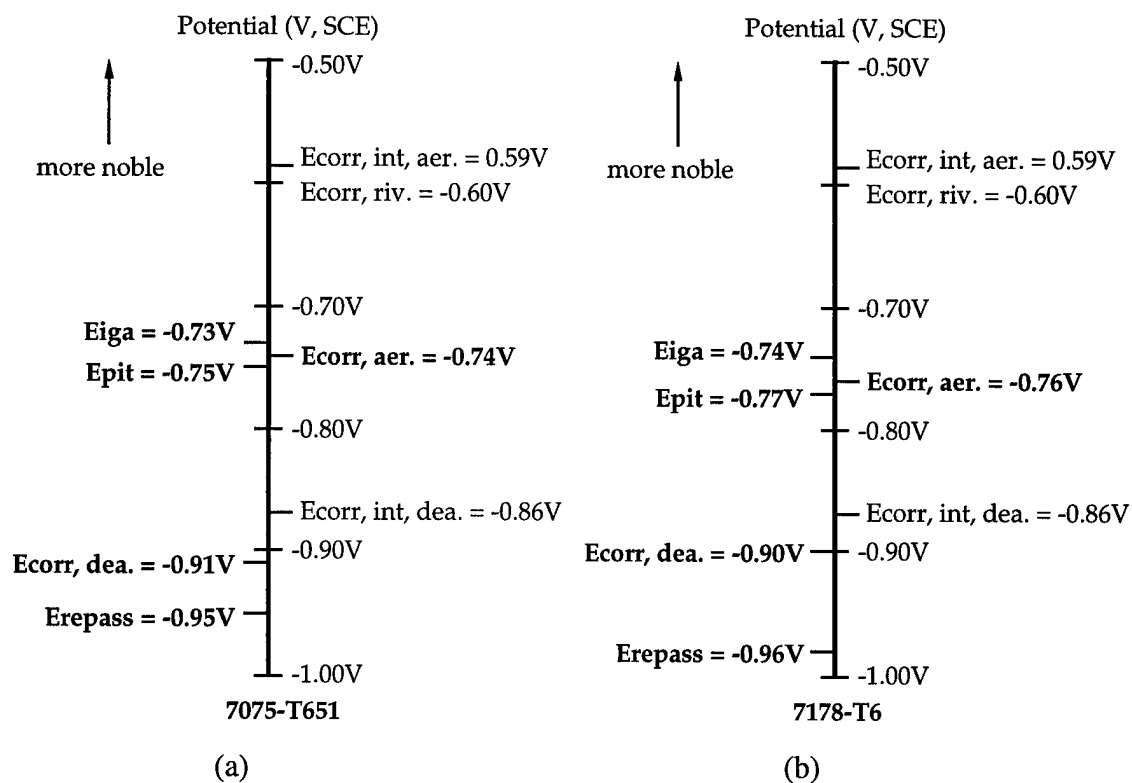 Potential (V, SCE)
-0.50V
more noble
Ecorr, int, aer. = 0.59V
Ecorr, riv. = -0.60V
-0.70V
Eiga = -0.73V
Ecorr, aer. = -0.74V
Epit = -0.75V
-0.80V
Ecorr, int, dea. = -0.86V
-0.90V
Ecorr, dea. = -0.91V
Erepass = -0.95V
-1.00V
7075-T651
(a)
Potential (V, SCE)
-0.50V
more noble
Ecorr, int, aer. = 0.59V
Ecorr, riv. = -0.60V
-0.70V
Eiga = -0.74V
Ecorr, aer. = -0.76V
Epit = -0.77V
-0.80V
Ecorr, int, dea. = -0.86V
Ecorr, dea. = -0.90V
-0.90V
Erepass = -0.96V
-1.00V
7178-T6
(b)